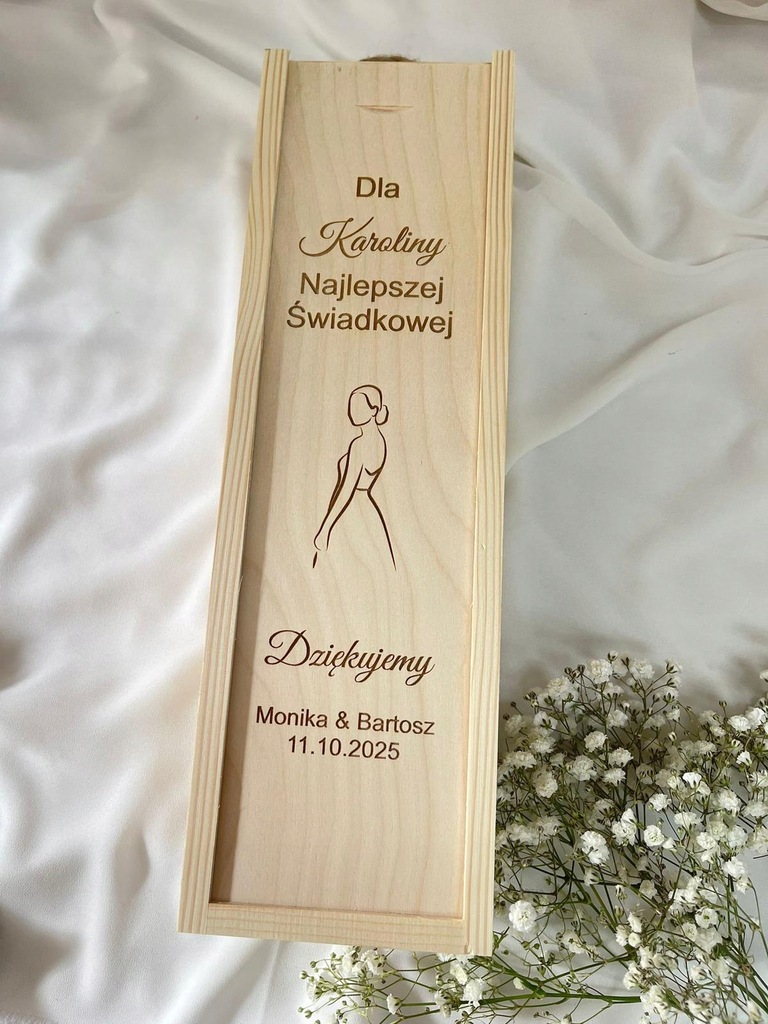 Dla
Karoliny
Najlepszej
Świadkowej
Dziękujemy
Monika & Bartosz
11.10.2025